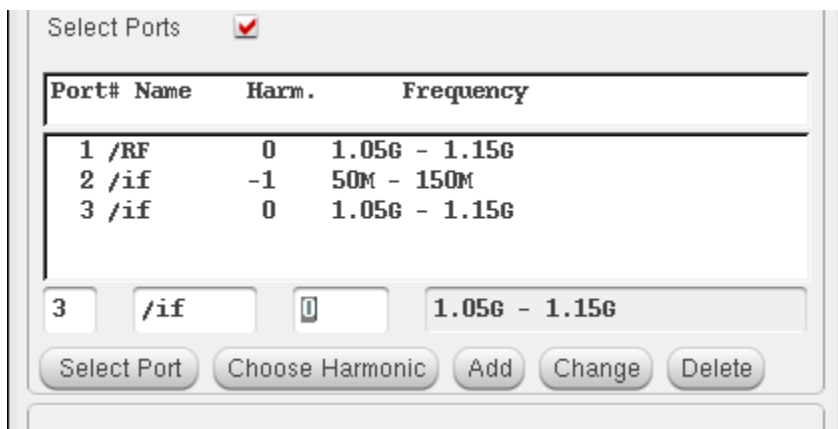 Select Ports
Port# Name Harm. Frequency
1 /RF 0 1.05G - 1.15G
2 /if -1 50M - 150M
3 /if 0 1.05G - 1.15G
3 /if 0 1.05G - 1.15G
Select Port Choose Harmonic Add Change Delete